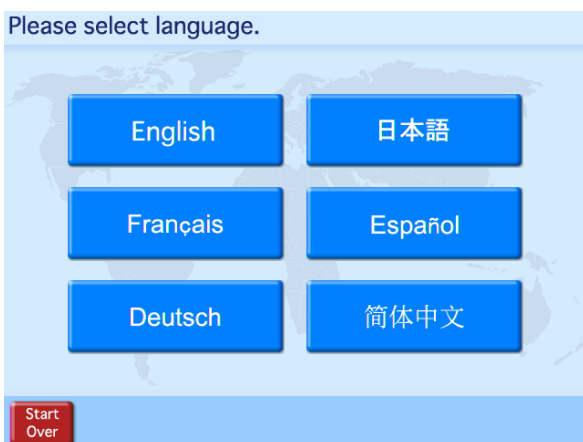 Please select language.
English
日本語
Français
Español
Deutsch
简体中文
Start
Over